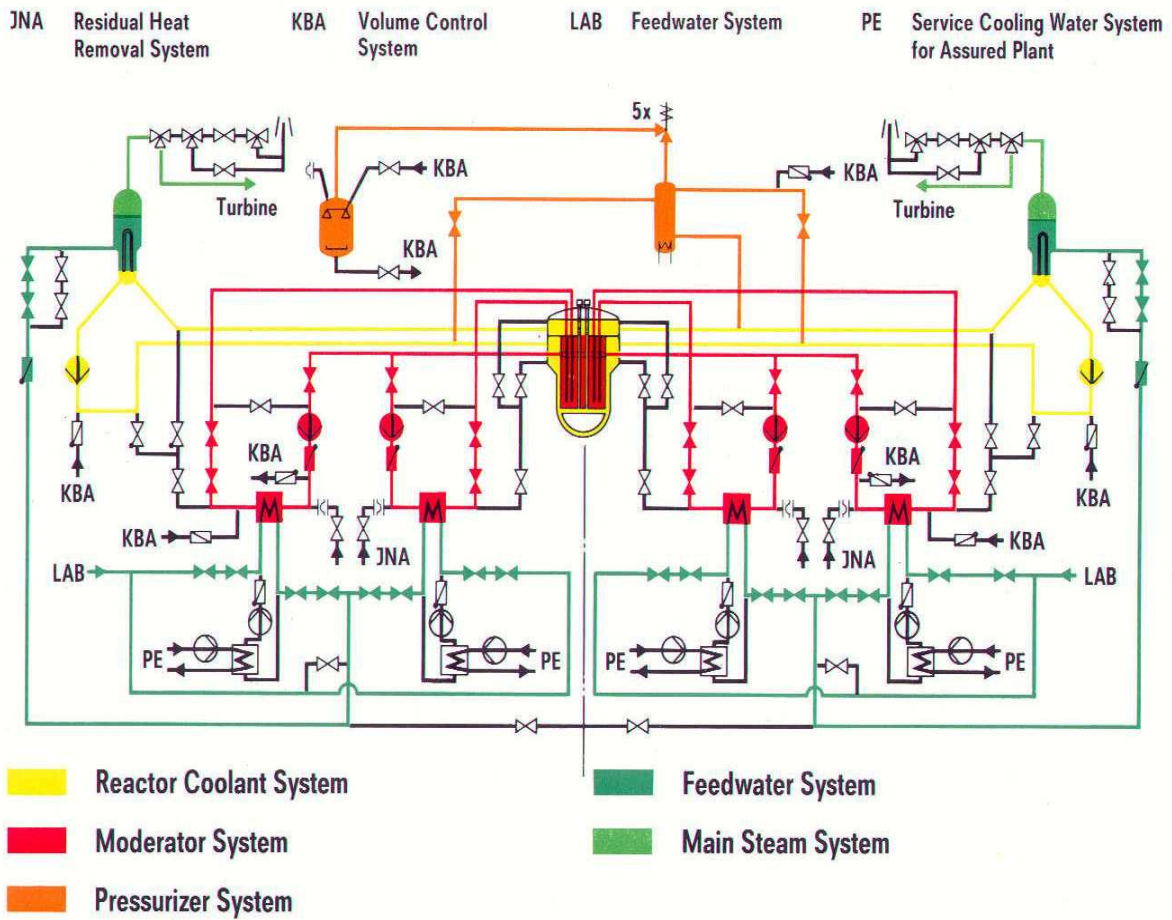 JNA Residual Heat Removal System
KBA Volume Control System
LAB Feedwater System
PE Service Cooling Water System for Assured Plant
5x
KBA
KBA
Turbine
Turbine
KBA
KBA
KBA
KBA
KBA
KBA
JNA
JNA
KBA
KBA
LAB
LAB
PE
PE
PE
PE
Reactor Coolant System
Feedwater System
Moderator System
Main Steam System
Pressurizer System